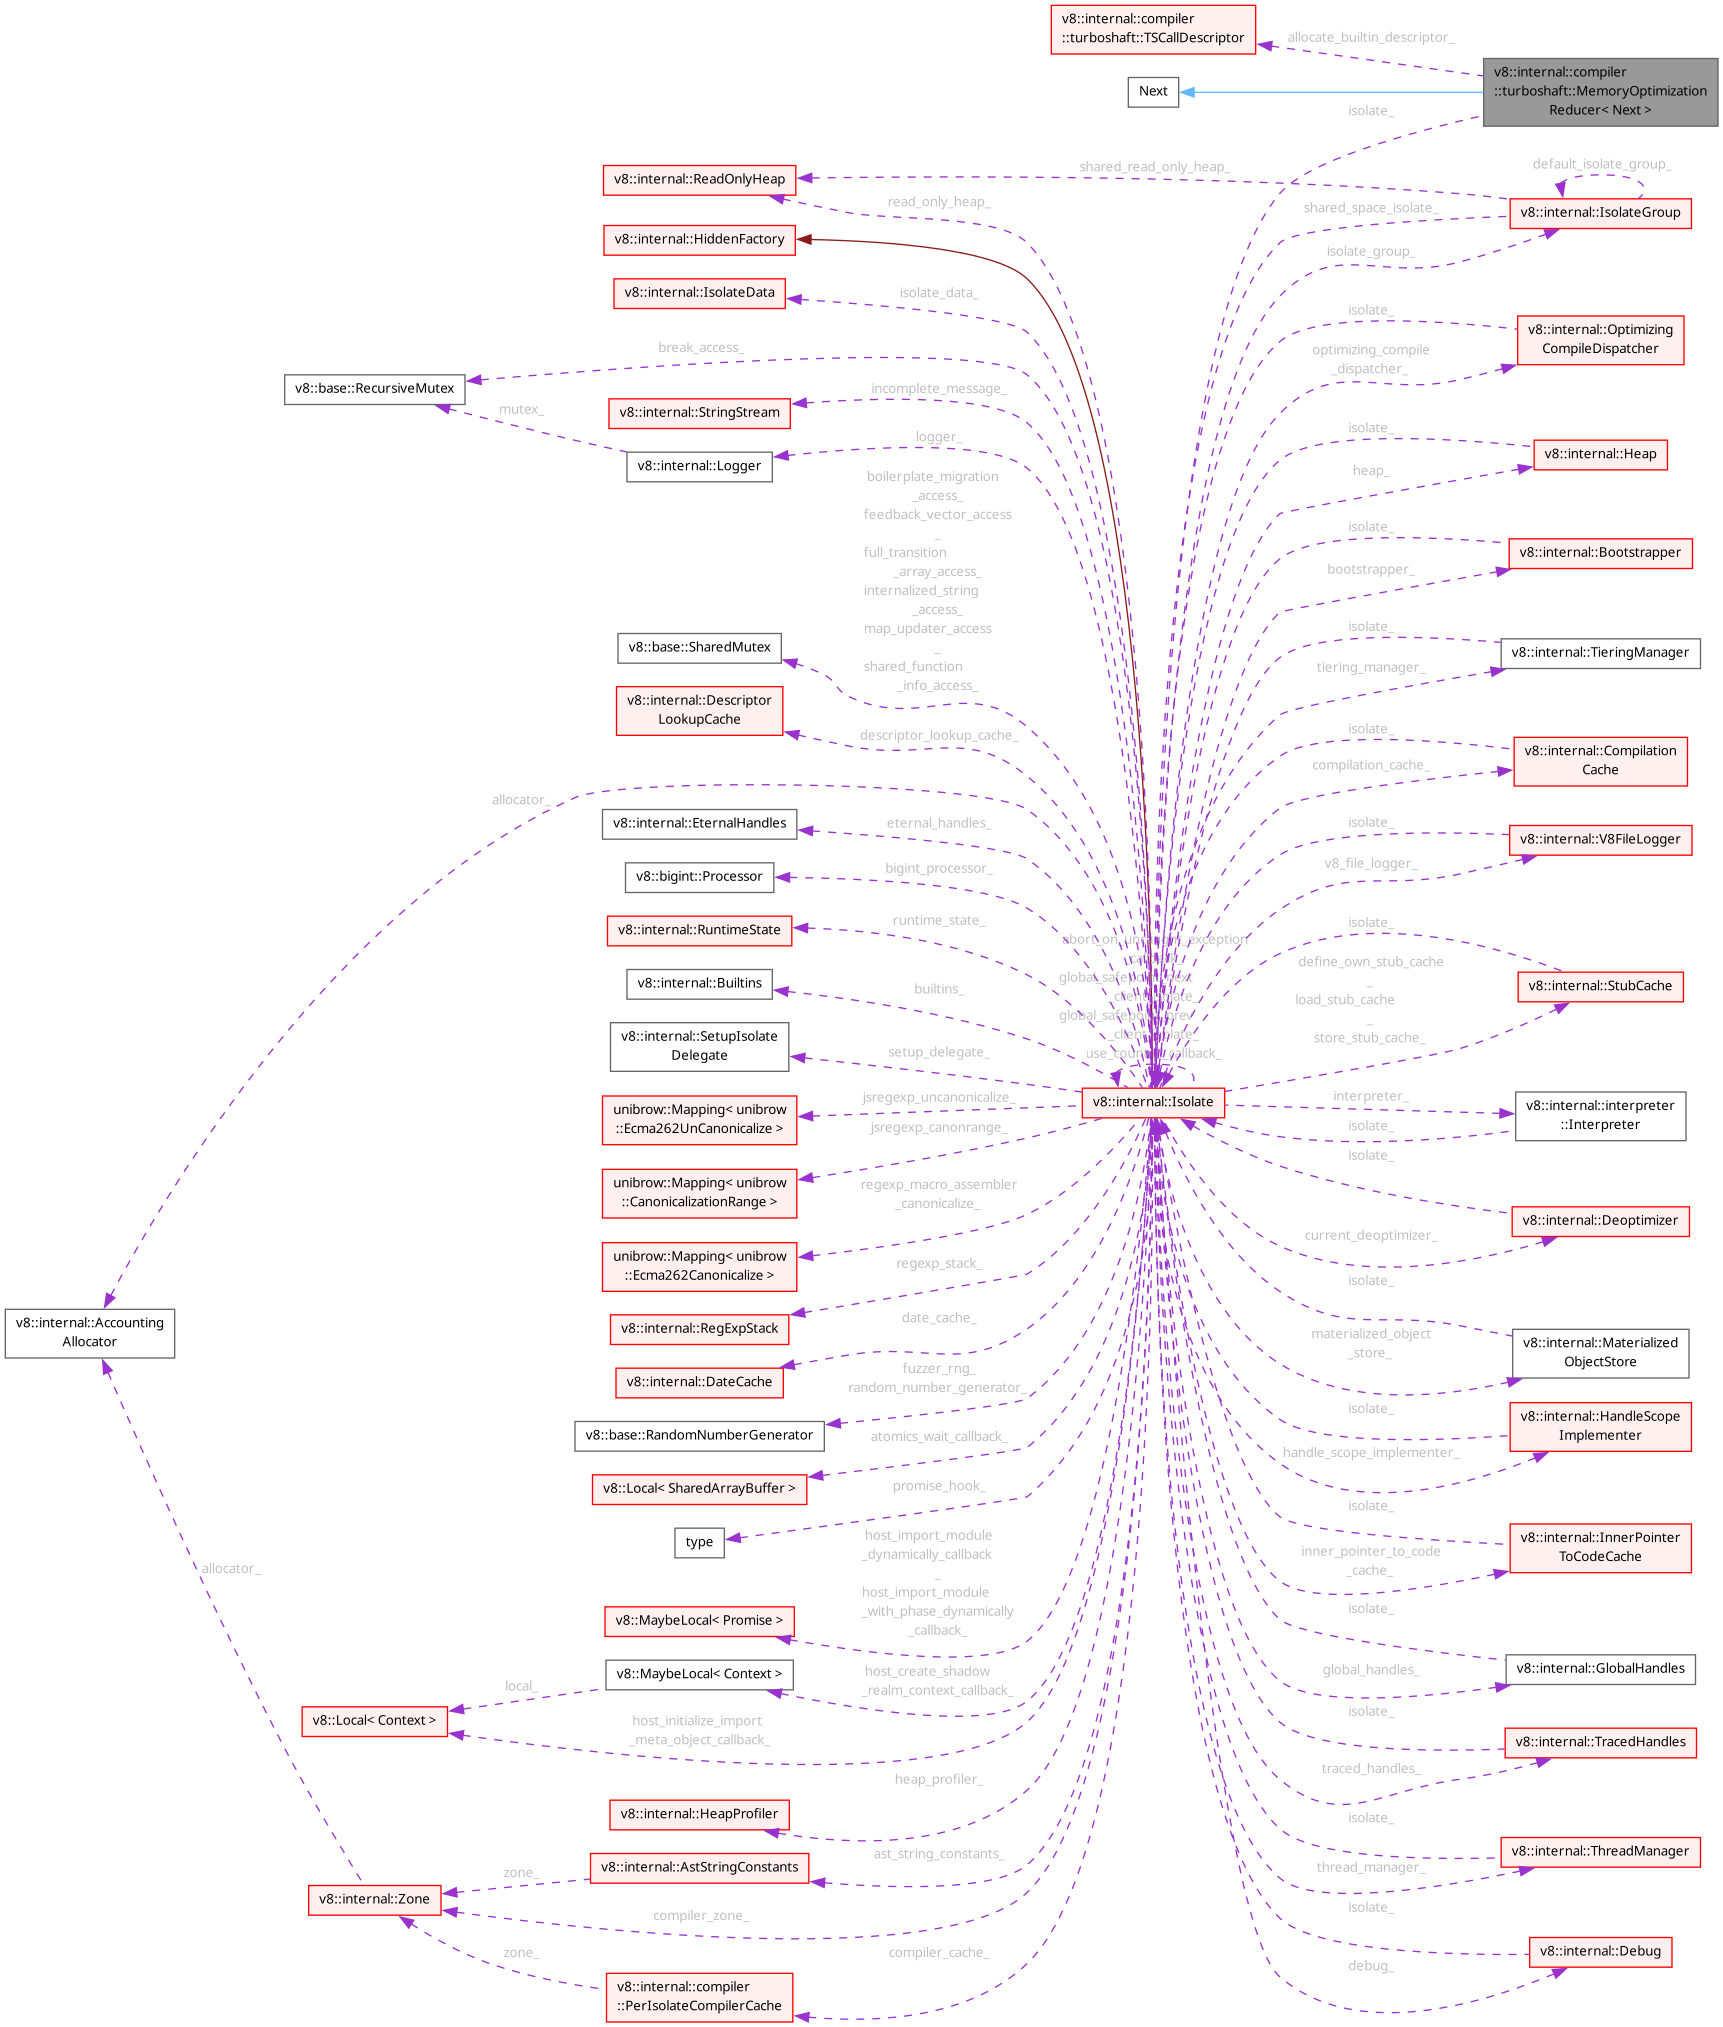 v8::internal::compiler
::turboshaft::TSCallDescriptor
allocate_builtin_descriptor_
v8::internal::compiler
::turboshaft::MemoryOptimization
Reducer< Next >
Next
isolate_
v8::internal::ReadOnlyHeap
shared_read_only_heap_
default_isolate_group_
read_only_heap_
shared_space_isolate_
v8::internal::IsolateGroup
v8::internal::HiddenFactory
isolate_group_
v8::internal::IsolateData
isolate_data_
isolate_
v8::internal::Optimizing
CompileDispatcher
break_access_
optimizing_compile
_dispatcher_
v8::base::RecursiveMutex
incomplete_message_
v8::internal::StringStream
mutex_
isolate_
logger_
v8::internal::Logger
v8::internal::Heap
heap_
boilerplate_migration
_access_
feedback_vector_access
_
full_transition
_array_access_
internalized_string
_access_
map_updater_access
_
shared_function
_info_access_
isolate_
v8::internal::Bootstrapper
bootstrapper_
isolate_
v8::base::SharedMutex
v8::internal::TieringManager
tiering_manager_
v8::internal::Descriptor
LookupCache
descriptor_lookup_cache_
isolate_
v8::internal::Compilation
Cache
compilation_cache_
allocator_
v8::internal::EternalHandles
eternal_handles_
isolate_
v8::internal::V8FileLogger
v8_file_logger_
v8::bigint::Processor
bigint_processor_
v8::internal::RuntimeState
runtime_state_
isolate_
abort_on_uncaught_exception
_callback_
global_safepoint_next
_client_isolate_
global_safepoint_prev
_client_isolate_
use_counter_callback_
define_own_stub_cache
_
load_stub_cache
_
store_stub_cache_
v8::internal::StubCache
v8::internal::Builtins
builtins_
v8::internal::SetupIsolate
Delegate
setup_delegate_
v8::internal::Isolate
unibrow::Mapping< unibrow
::Ecma262UnCanonicalize >
jsregexp_uncanonicalize_
interpreter_
v8::internal::interpreter
::Interpreter
isolate_
jsregexp_canonrange_
isolate_
unibrow::Mapping< unibrow
::CanonicalizationRange >
regexp_macro_assembler
_canonicalize_
v8::internal::Deoptimizer
current_deoptimizer_
unibrow::Mapping< unibrow
::Ecma262Canonicalize >
regexp_stack_
isolate_
v8::internal::Accounting
Allocator
v8::internal::RegExpStack
date_cache_
materialized_object
_store_
v8::internal::Materialized
ObjectStore
v8::internal::DateCache
fuzzer_rng_
random_number_generator_
isolate_
v8::internal::HandleScope
Implementer
v8::base::RandomNumberGenerator
atomics_wait_callback_
handle_scope_implementer_
v8::Local< SharedArrayBuffer >
promise_hook_
isolate_
type
v8::internal::InnerPointer
ToCodeCache
inner_pointer_to_code
_cache_
host_import_module
_dynamically_callback
_
host_import_module
_with_phase_dynamically
_callback_
allocator_
isolate_
v8::MaybeLocal< Promise >
v8::MaybeLocal< Context >
host_create_shadow
_realm_context_callback_
global_handles_
v8::internal::GlobalHandles
local_
v8::Local< Context >
host_initialize_import
_meta_object_callback_
isolate_
v8::internal::TracedHandles
traced_handles_
heap_profiler_
v8::internal::HeapProfiler
isolate_
ast_string_constants_
v8::internal::AstStringConstants
v8::internal::ThreadManager
thread_manager_
zone_
v8::internal::Zone
compiler_zone_
isolate_
zone_
compiler_cache_
v8::internal::Debug
debug_
v8::internal::compiler
::PerIsolateCompilerCache